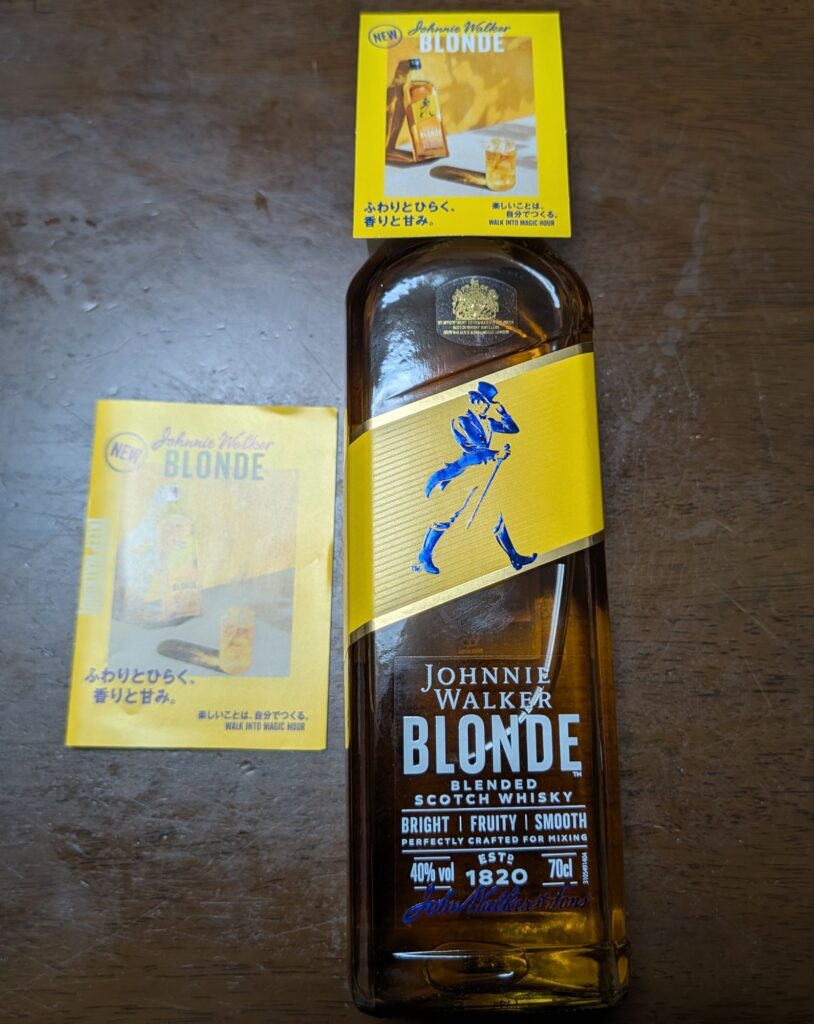 NEW
Johnnie Walker
BLONDE
BLONDE
ふわりとひらく、
香りと甘み。
楽しいことは、
自分でつくる。
WALK INTO MAGIC HOUR
NEW
Johnnie Walker
BLONDE
BLONDE
ふわりとひらく、
香りと甘み。
楽しいことは、自分でつくる。
WALK INTO MAGIC HOUR
JOHNNIE
WALKER
BLONDE
TM
BLENDED
SCOTCH WHISKY
BRIGHT | FRUITY | SMOOTH
PERFECTLY CRAFTED FOR MIXING
40% vol
ESTD
1820
70cl
John Walker & Sons